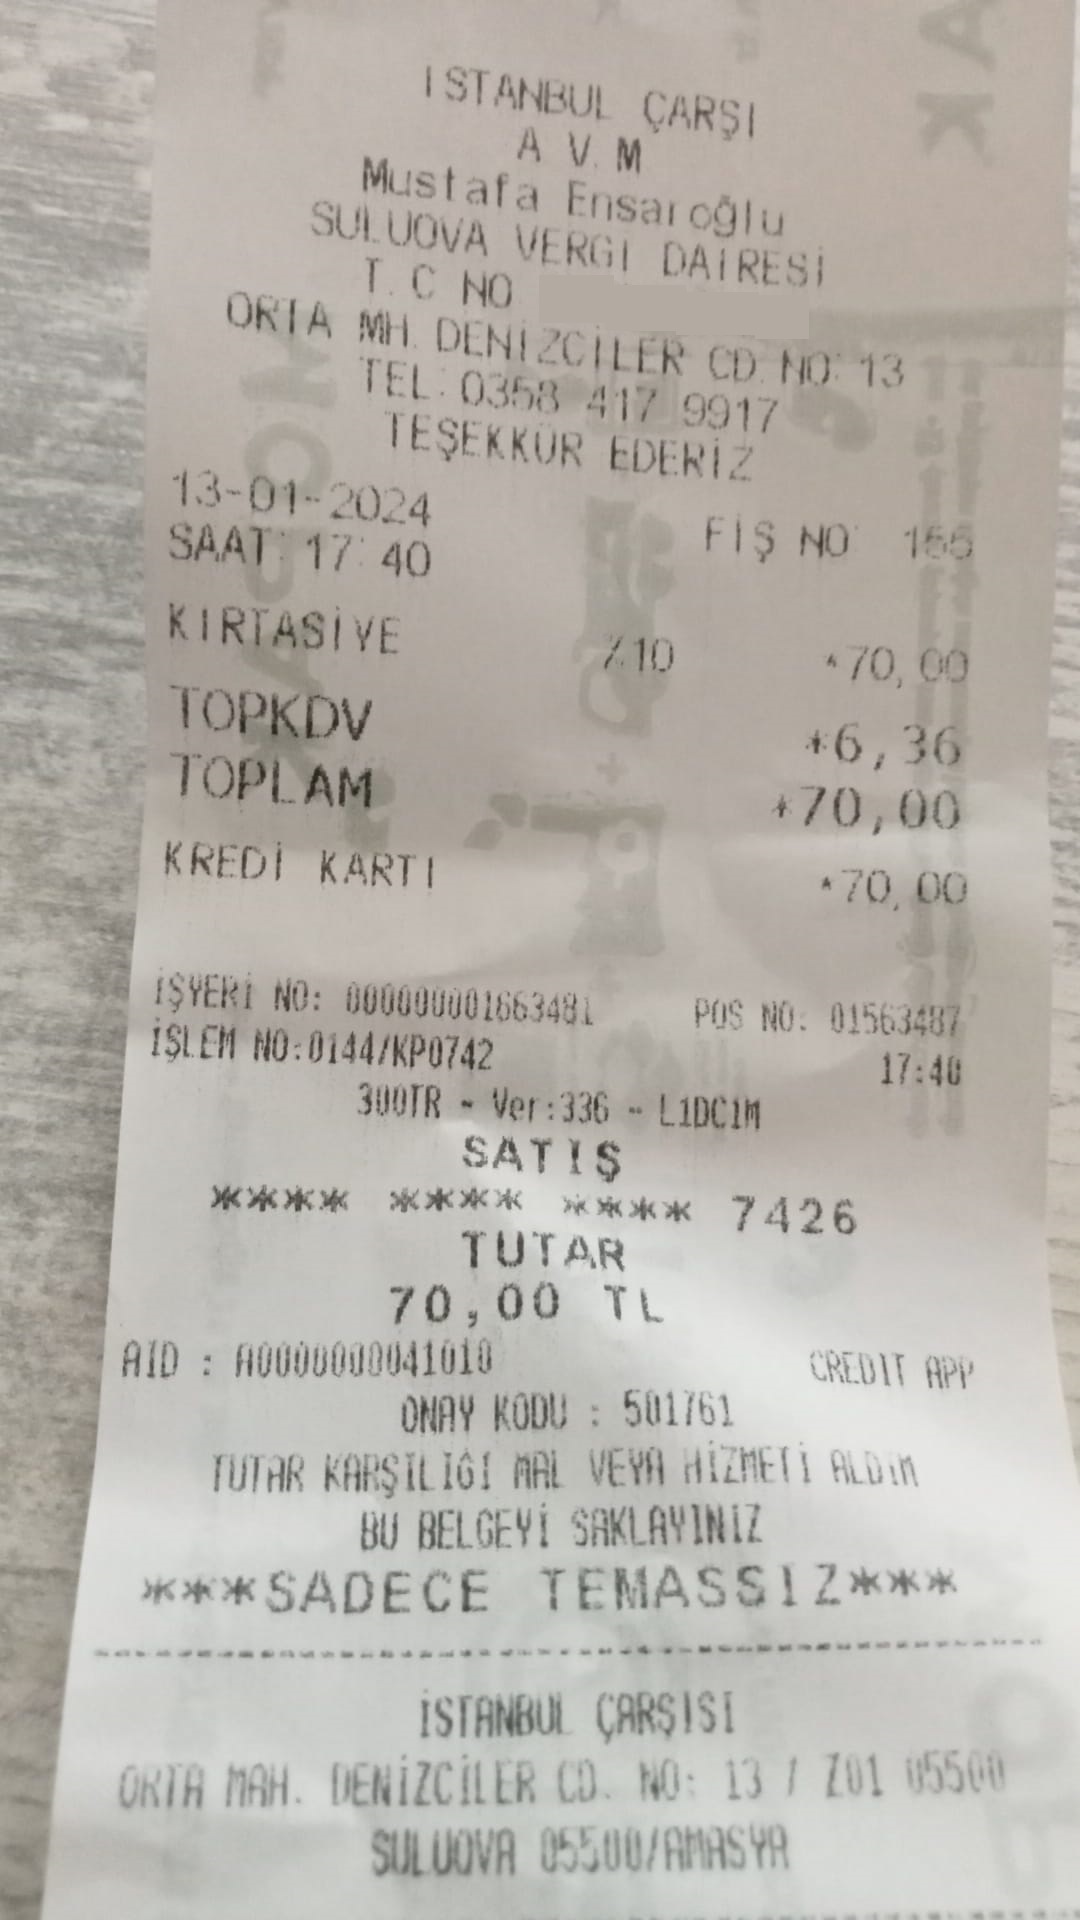 ISTANBUL ÇARŞI
A V.M
Mustafa Ensaroğlu
SULUOVA VERGİ DAİRESİ
T.C NO
ORTA MH. DENİZCİLER CD. NO: 13
TEL: 0358 417 9917
TEŞEKKÜR EDERİZ
13-01-2024
SAAT: 17:40 FİŞ NO: 155
KIRTASİYE %10 *70,00
TOPKDV *6,36
TOPLAM *70,00
KREDİ KARTI *70,00
İŞYERİ NO: 000000001663481 POS NO: 01563487
İŞLEM NO:0144/KP0742 17:40
300TR - Ver:336 - L1DC1M
SATIŞ
**** **** **** 7426
TUTAR
70,00 TL
AID : A0000000041010 CREDIT APP
ONAY KODU : 501761
TUTAR KARŞILIĞI MAL VEYA HİZMETİ ALDIM
BU BELGEYİ SAKLAYINIZ
***SADECE TEMASSIZ***
İSTANBUL ÇARŞISI
ORTA MAH. DENİZCİLER CD. NO: 13 / Z01 05500
SULUOVA 05500/AMASYA